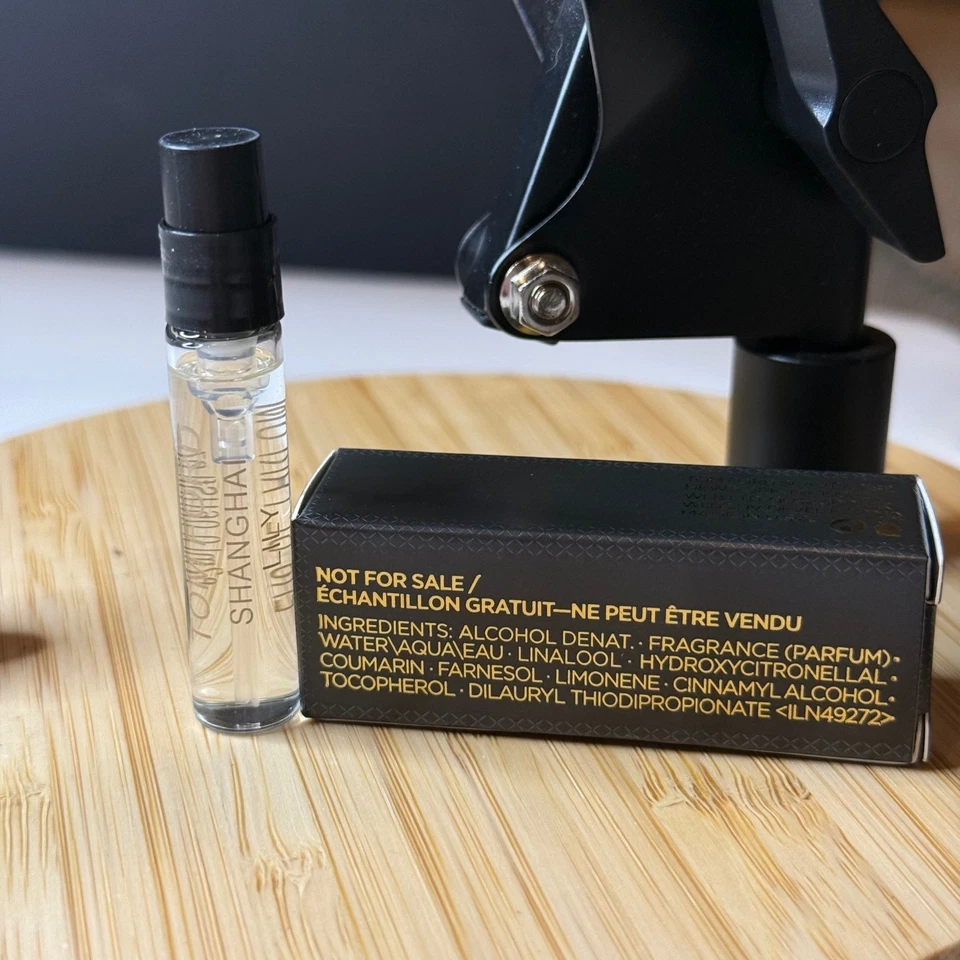 SHANGHAI
NOT FOR SALE /
ÉCHANTILLON GRATUIT—NE PEUT ÊTRE VENDU
INGREDIENTS: ALCOHOL DENAT. · FRAGRANCE (PARFUM) ·
WATER\AQUA\EAU · LINALOOL · HYDROXYCITRONELLAL ·
COUMARIN · FARNESOL · LIMONENE · CINNAMYL ALCOHOL ·
TOCOPHEROL · DILAURYL THIODIPROPIONATE <ILN49272>